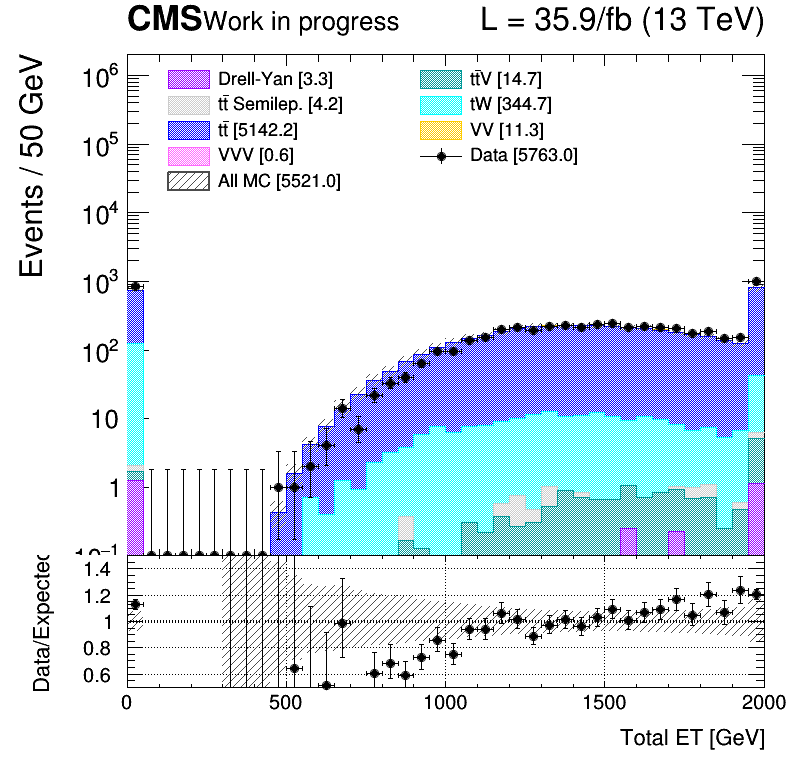 CMS Work in progress L = 35.9/fb (13 TeV)
Events / 50 GeV
Drell-Yan [3.3]
tt̄ Semilep. [4.2]
tt̄ [5142.2]
VVV [0.6]
All MC [5521.0]
tt̄V [14.7]
tW [344.7]
VV [11.3]
Data [5763.0]
10⁶
10⁵
10⁴
10³
10²
10
1
10⁻¹
Data/Expected
1.4
1.2
1
0.8
0.6
0 500 1000 1500 2000
Total ET [GeV]